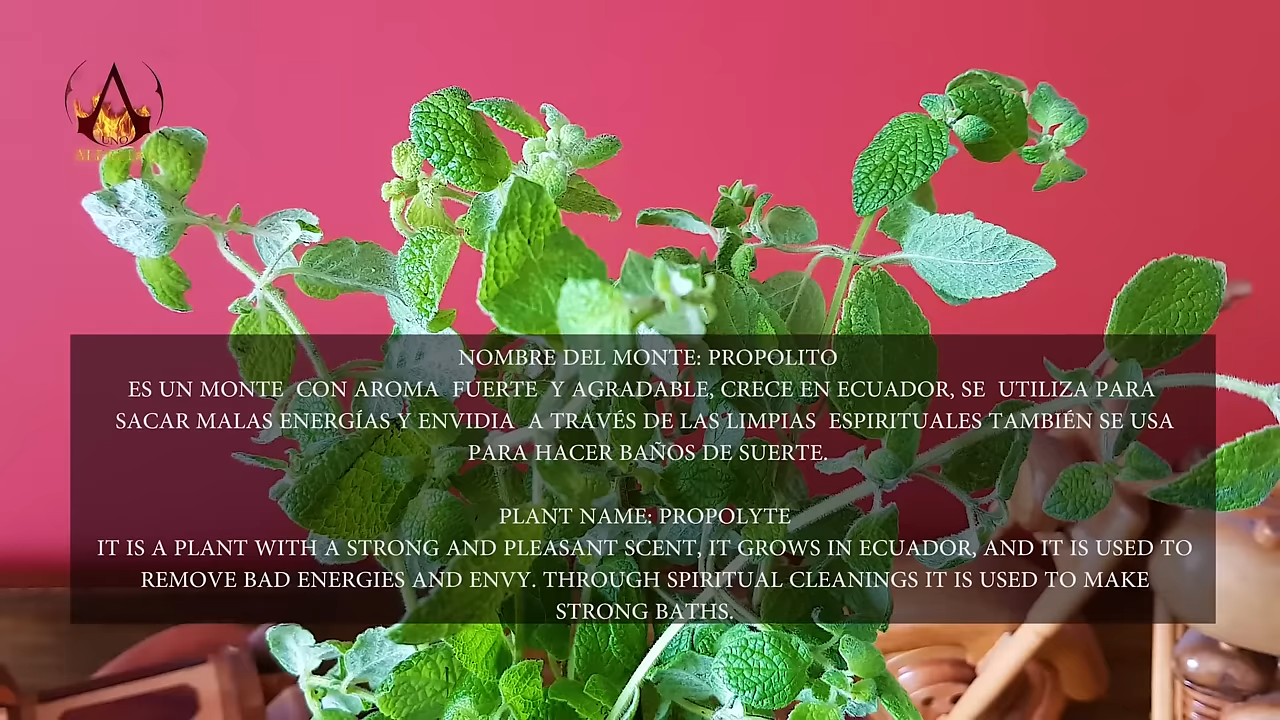 UNO
NOMBRE DEL MONTE: PROPOLITO
ES UN MONTE CON AROMA FUERTE Y AGRADABLE, CRECE EN ECUADOR, SE UTILIZA PARA
SACAR MALAS ENERGÍAS Y ENVIDIA A TRAVÉS DE LAS LIMPIAS ESPIRITUALES TAMBIÉN SE USA
PARA HACER BAÑOS DE SUERTE.
PLANT NAME: PROPOLYTE
IT IS A PLANT WITH A STRONG AND PLEASANT SCENT, IT GROWS IN ECUADOR, AND IT IS USED TO
REMOVE BAD ENERGIES AND ENVY. THROUGH SPIRITUAL CLEANINGS IT IS USED TO MAKE
STRONG BATHS.